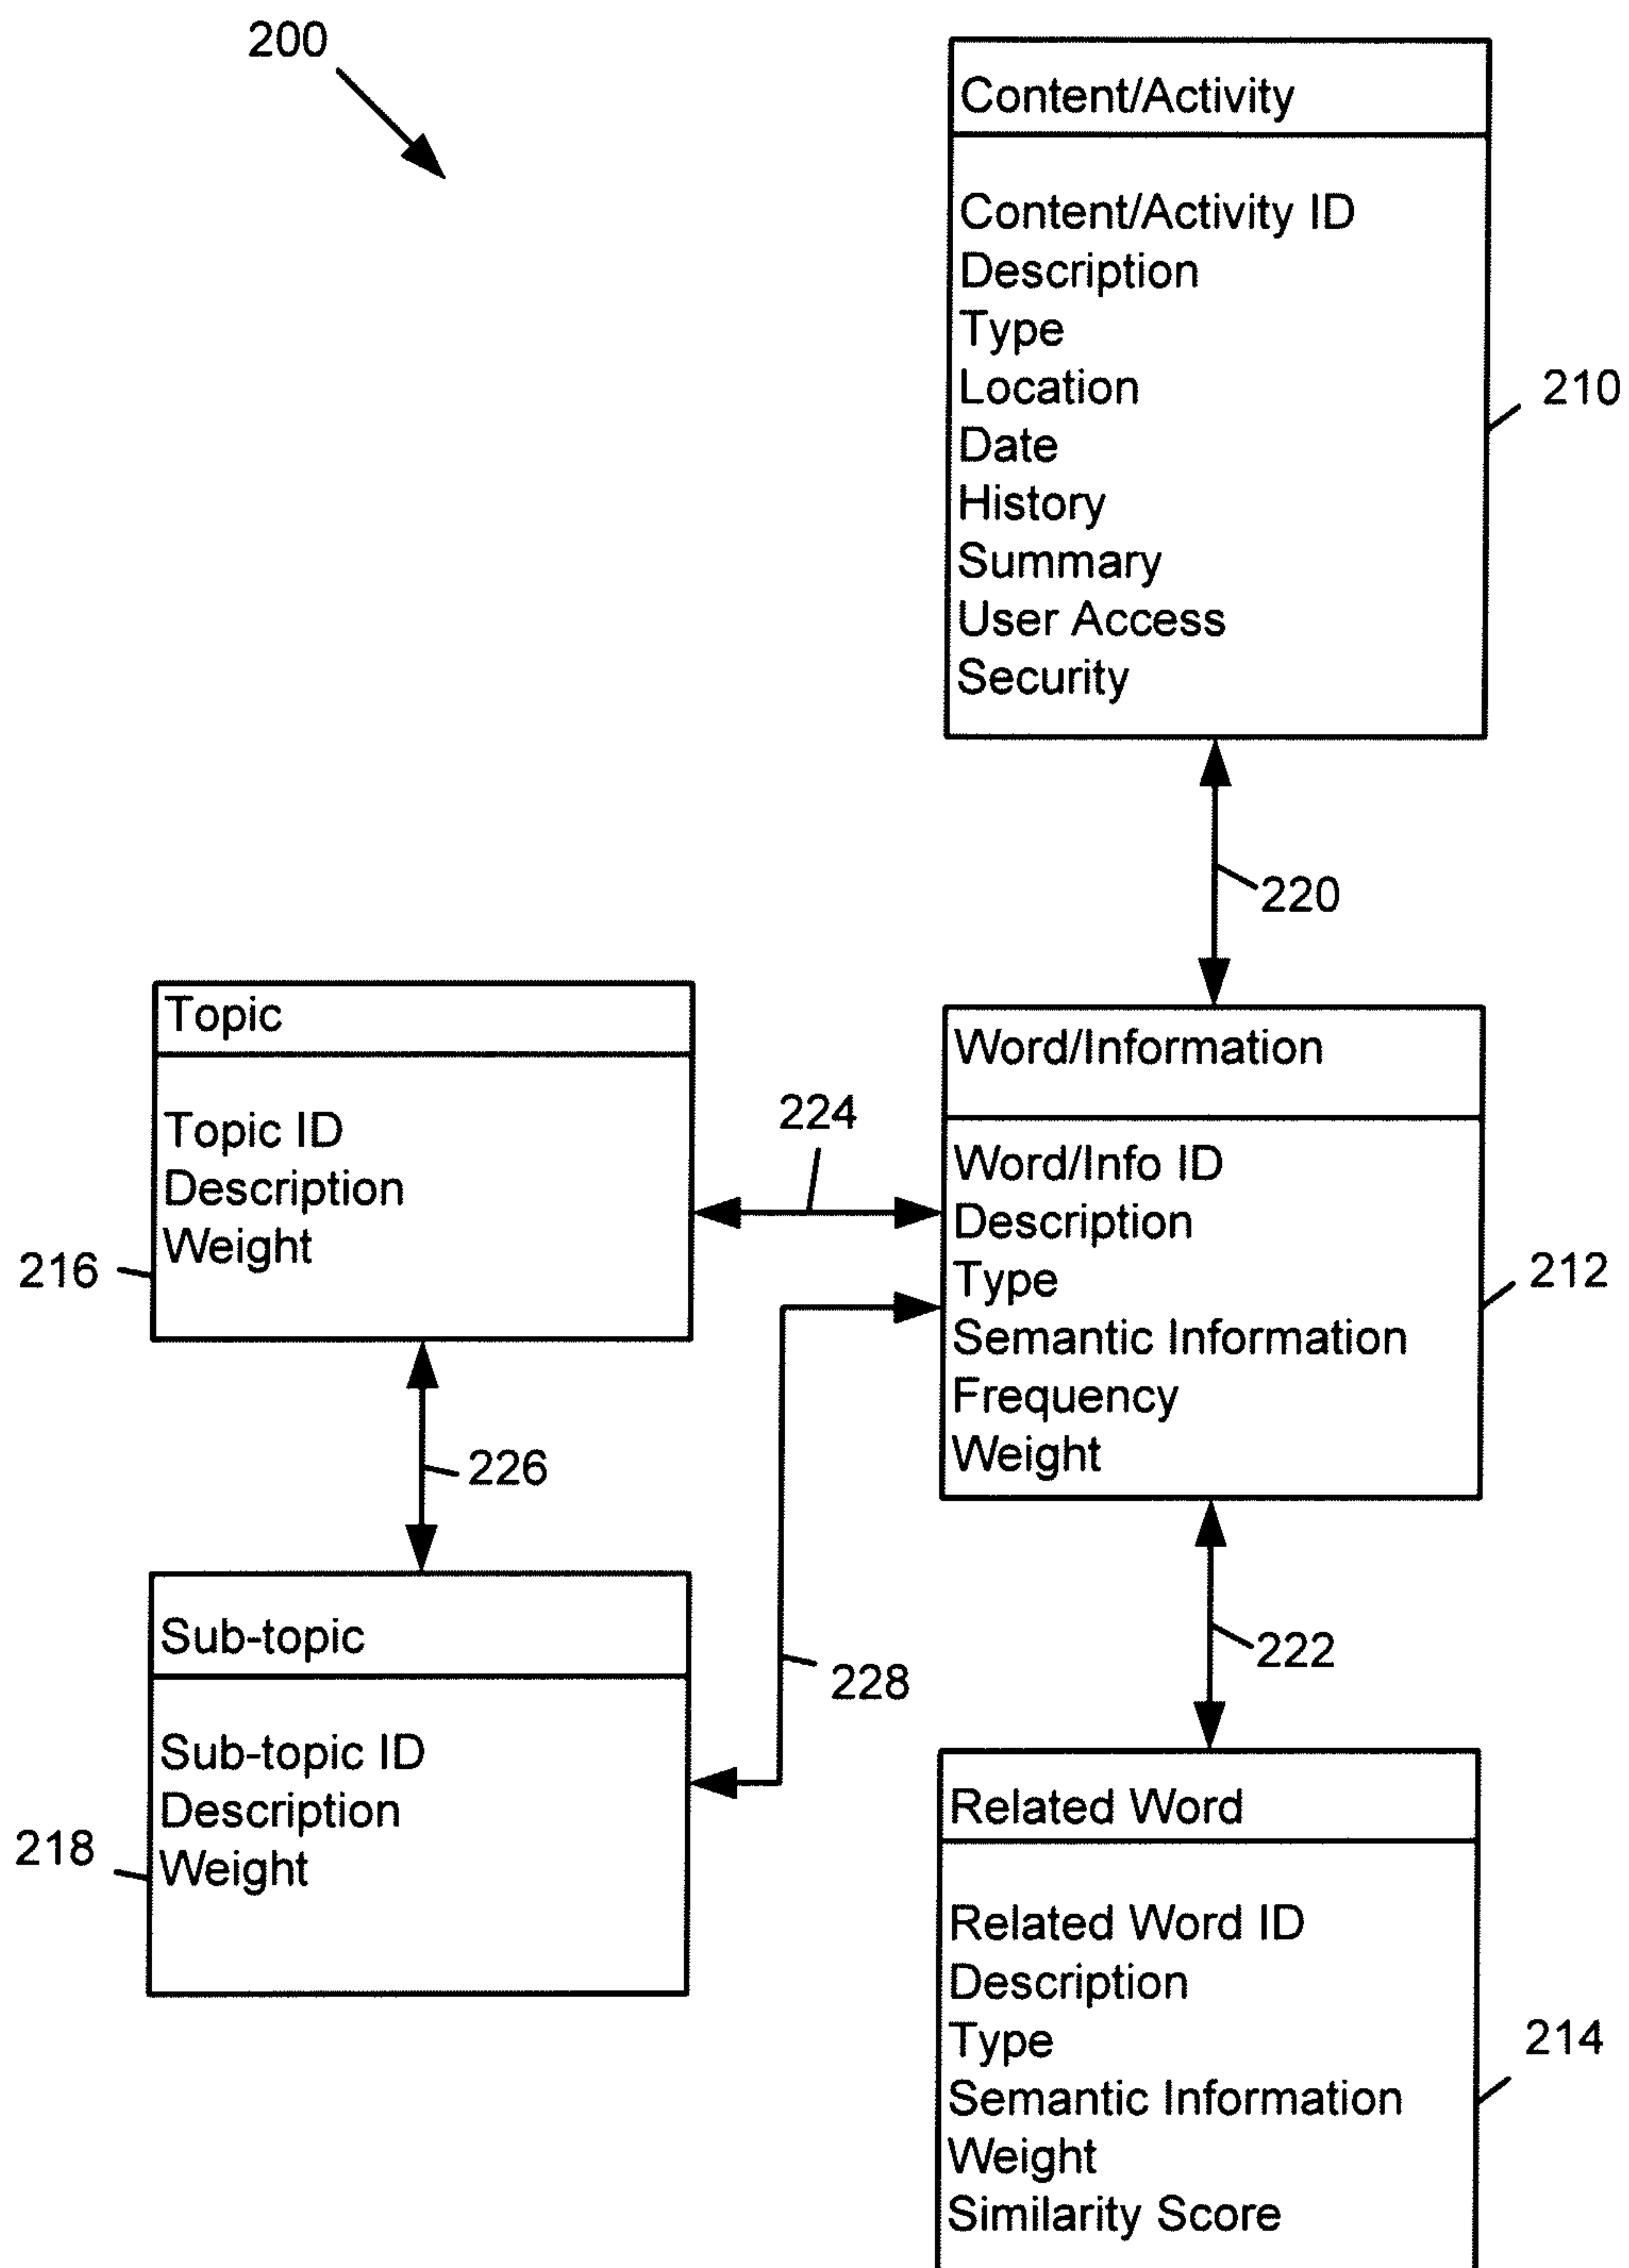 200
Content/Activity
Content/Activity ID
Description
Type
Location
Date
History
Summary
User Access
Security
210
220
Topic
Topic ID
Description
Weight
216
224
Word/Information
Word/Info ID
Description
Type
Semantic Information
Frequency
Weight
212
226
228
222
Sub-topic
Sub-topic ID
Description
Weight
218
Related Word
Related Word ID
Description
Type
Semantic Information
Weight
Similarity Score
214